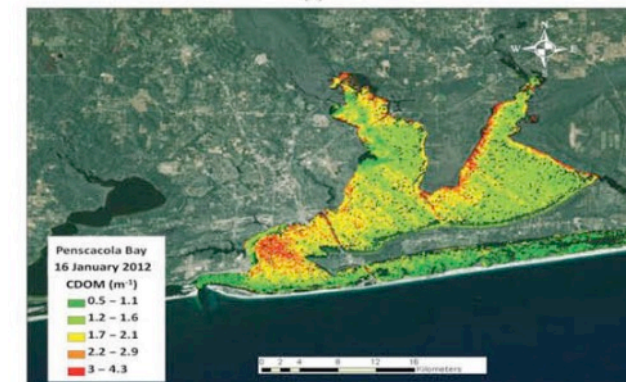 N
W E
S
Penscacola Bay
16 January 2012
CDOM (m⁻¹)
0.5 – 1.1
1.2 – 1.6
1.7 – 2.1
2.2 – 2.9
3 – 4.3
0 2 4 8 12 16
Kilometers